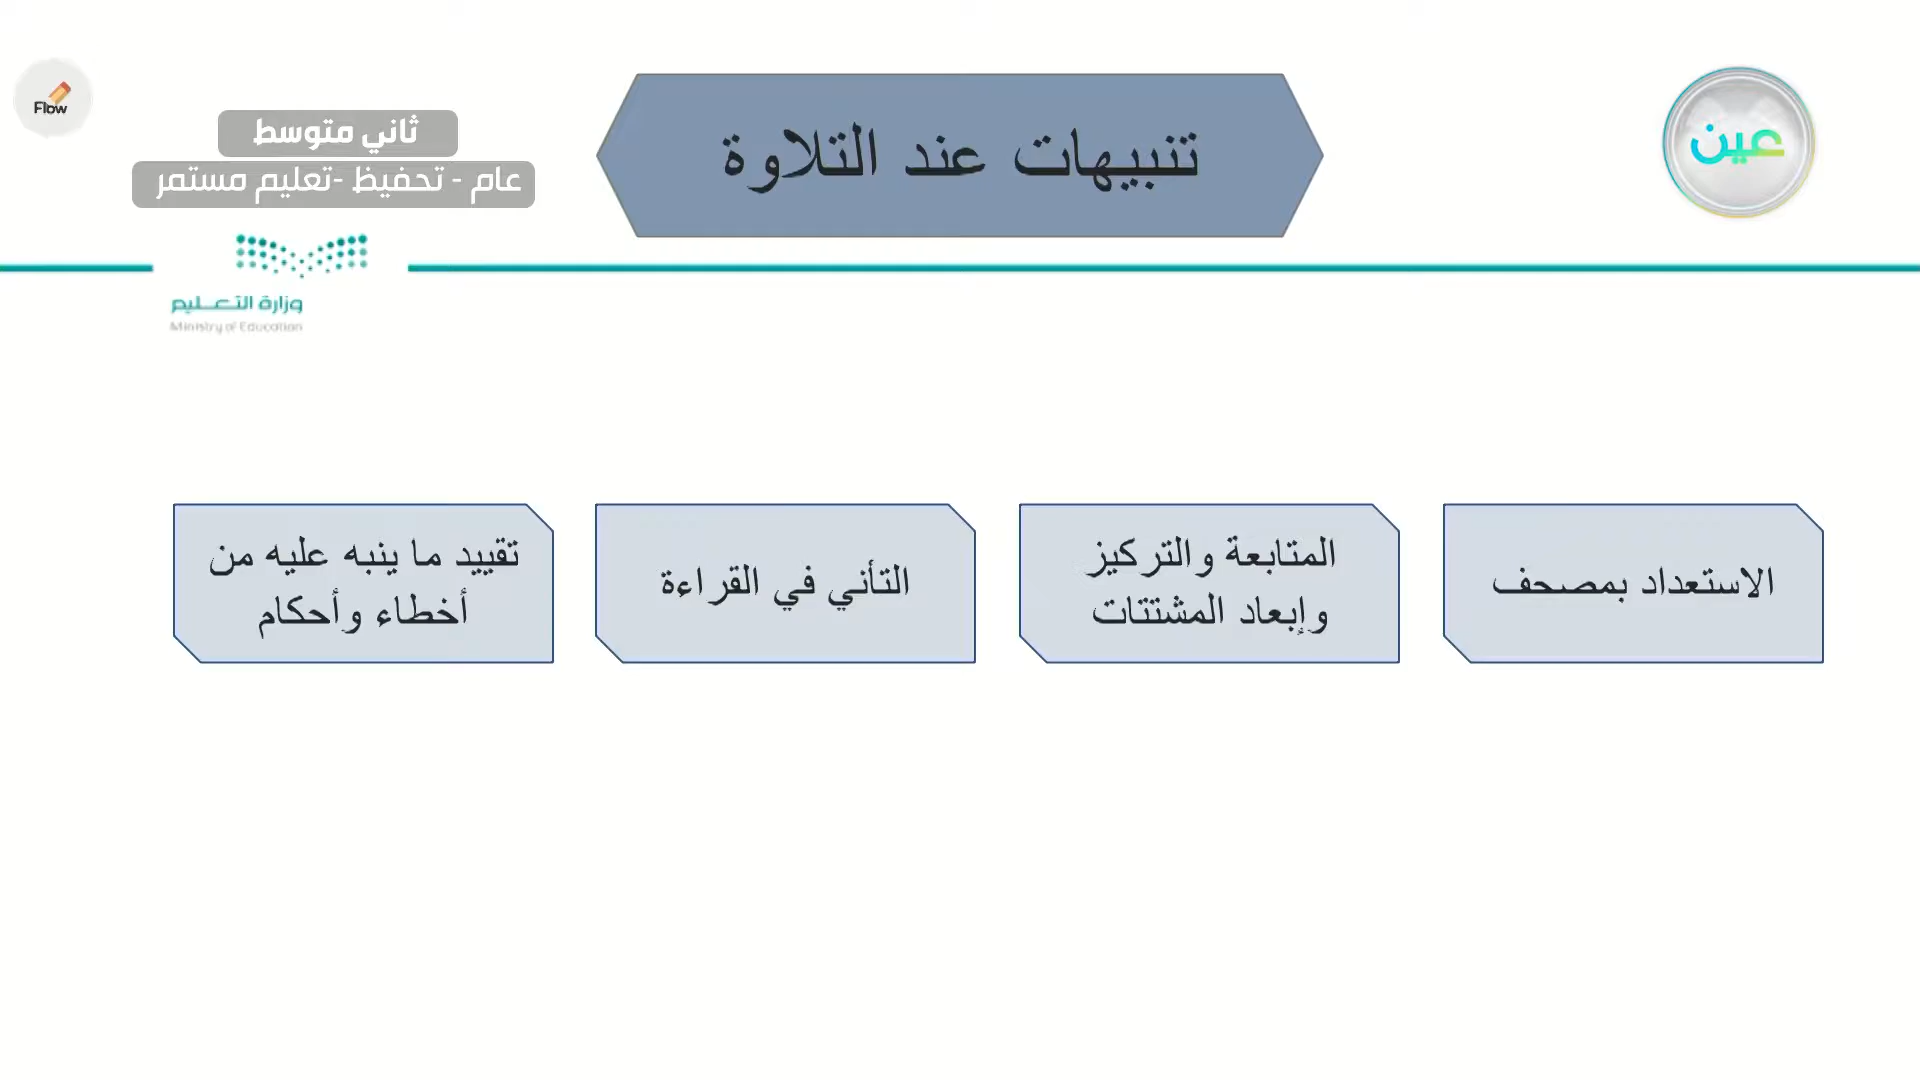 عين
تنبيهات عند التلاوة
Flow
ثاني متوسط
عام - تحفيظ -تعليم مستمر
وزارة التعـــليم
Ministry of Education
الاستعداد بمصحف
المتابعة والتركيز
وإبعاد المشتتات
التأني في القراءة
تقييد ما ينبه عليه من
أخطاء وأحكام